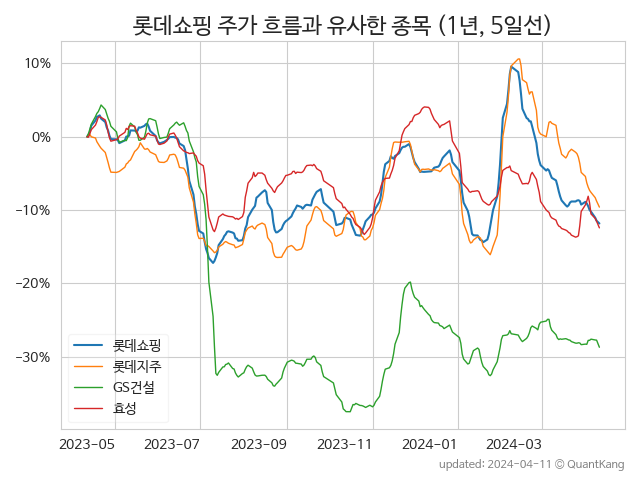 롯데쇼핑 주가 흐름과 유사한 종목 (1년, 5일선)
10%
0%
−10%
−20%
−30%
롯데쇼핑
롯데지주
GS건설
효성
2023-05
2023-07
2023-09
2023-11
2024-01
2024-03
updated: 2024-04-11 © QuantKang